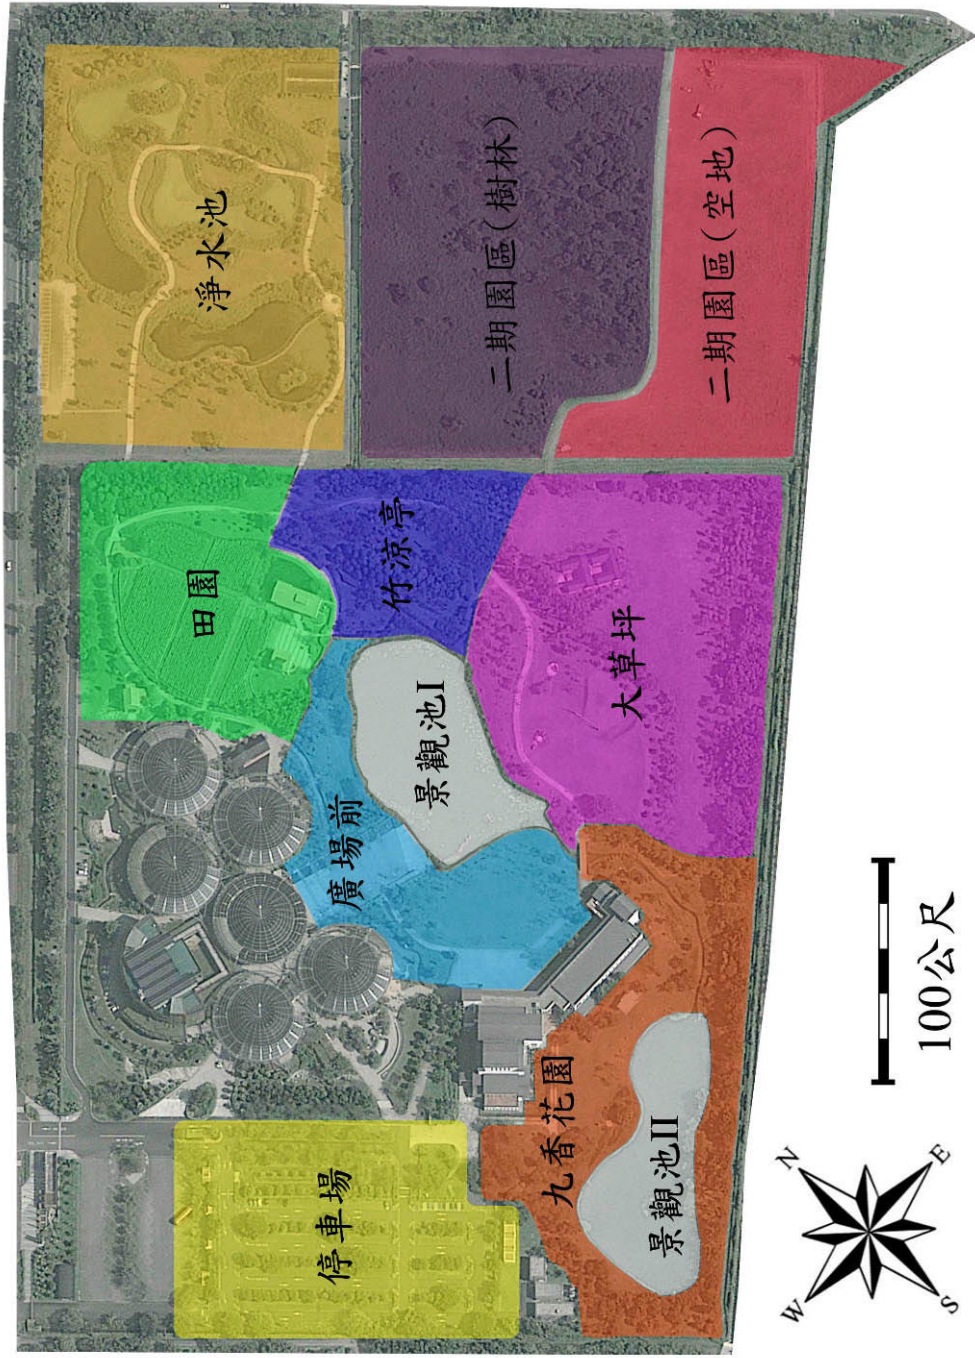 淨水池
二期園區(樹林)
二期園區(空地)
田園
竹涼亭
大草坪
景觀池I
廣場前
九香花園
景觀池II
停車場
100公尺
N
E
S
W